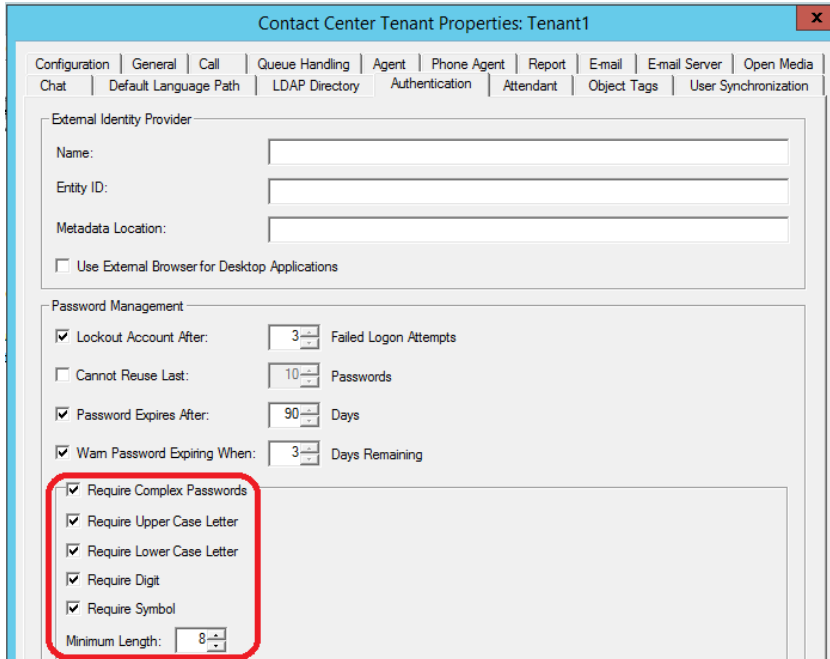 Contact Center Tenant Properties: Tenant1
x
Configuration General Call Queue Handling Agent Phone Agent Report E-mail E-mail Server Open Media
Chat Default Language Path LDAP Directory Authentication Attendant Object Tags User Synchronization
External Identity Provider
Name:
Entity ID:
Metadata Location:
Use External Browser for Desktop Applications
Password Management
Lockout Account After: 3 Failed Logon Attempts
Cannot Reuse Last: 10 Passwords
Password Expires After: 90 Days
Warn Password Expiring When: 3 Days Remaining
Require Complex Passwords
Require Upper Case Letter
Require Lower Case Letter
Require Digit
Require Symbol
Minimum Length: 8